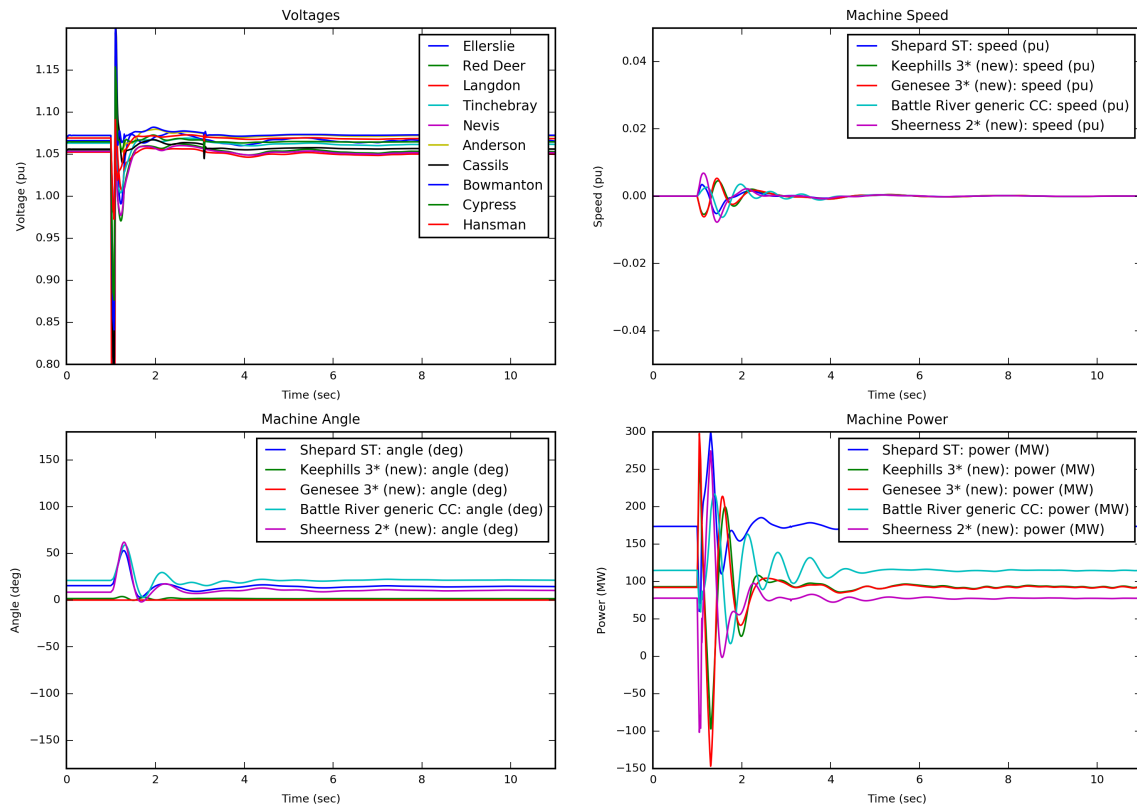 Voltages
1.15
1.10
1.05
1.00
0.95
0.90
0.85
0.80
Voltage (pu)
0 2 4 6 8 10
Time (sec)
Ellerslie
Red Deer
Langdon
Tinchebray
Nevis
Anderson
Cassils
Bowmanton
Cypress
Hansman
Machine Speed
0.04
0.02
0.00
−0.02
−0.04
Speed (pu)
0 2 4 6 8 10
Time (sec)
Shepard ST: speed (pu)
Keephills 3* (new): speed (pu)
Genesee 3* (new): speed (pu)
Battle River generic CC: speed (pu)
Sheerness 2* (new): speed (pu)
Machine Angle
150
100
50
0
−50
−100
−150
Angle (deg)
0 2 4 6 8 10
Time (sec)
Shepard ST: angle (deg)
Keephills 3* (new): angle (deg)
Genesee 3* (new): angle (deg)
Battle River generic CC: angle (deg)
Sheerness 2* (new): angle (deg)
Machine Power
300
250
200
150
100
50
0
−50
−100
−150
Power (MW)
0 2 4 6 8 10
Time (sec)
Shepard ST: power (MW)
Keephills 3* (new): power (MW)
Genesee 3* (new): power (MW)
Battle River generic CC: power (MW)
Sheerness 2* (new): power (MW)